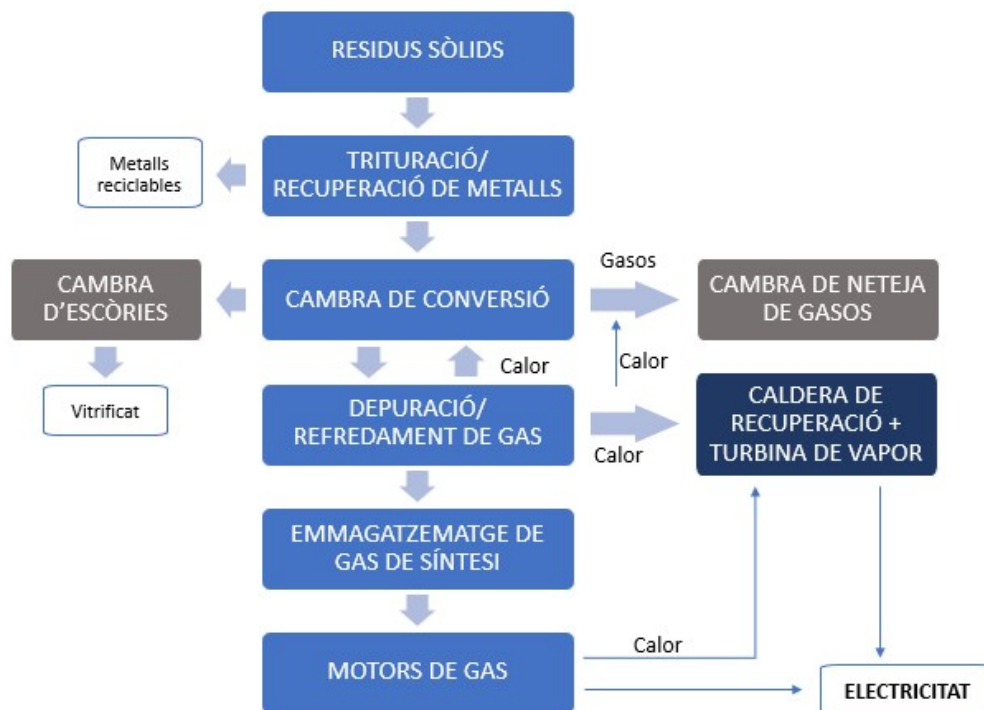 RESIDUS SÒLIDS
Metalls
reciclables
TRITURACIÓ/
RECUPERACIÓ DE METALLS
CAMBRA
D'ESCÒRIES
CAMBRA DE CONVERSIÓ
Gasos
CAMBRA DE NETEJA
DE GASOS
Calor
Calor
Vitrificat
DEPURACIÓ/
REFREDAMENT DE GAS
Calor
CALDERA DE
RECUPERACIÓ +
TURBINA DE VAPOR
EMMAGATZEMATGE DE
GAS DE SÍNTESI
MOTORS DE GAS
Calor
ELECTRICITAT